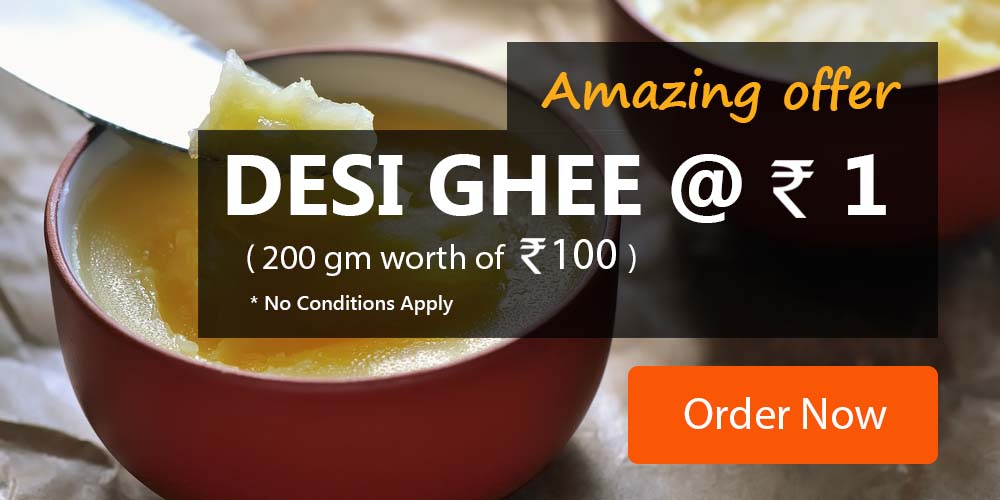 Amazing offer
DESI GHEE @ ₹ 1
( 200 gm worth of ₹100 )
* No Conditions Apply
Order Now